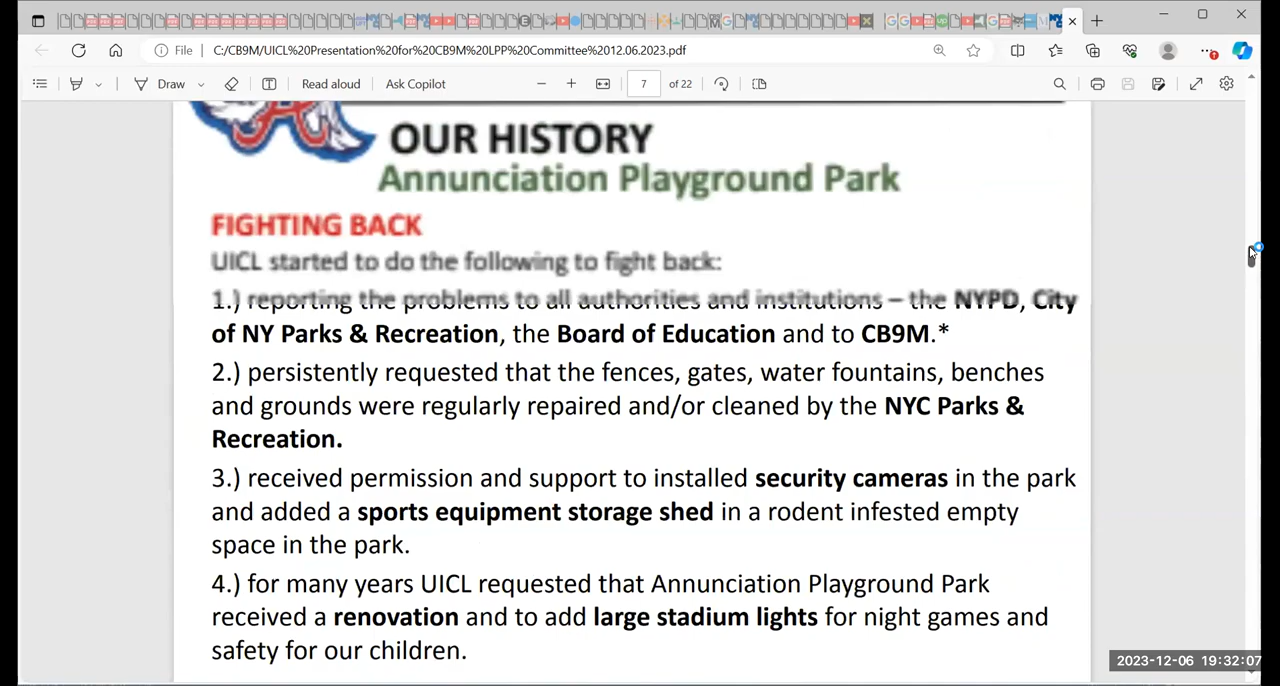 File C:/CB9M/UICL%20Presentation%20for%20CB9M%20LPP%20Committee%2012.06.2023.pdf
Draw Read aloud Ask Copilot 7 of 22
OUR HISTORY
Annunciation Playground Park
FIGHTING BACK
UICL started to do the following to fight back:
1.) reporting the problems to all authorities and institutions – the NYPD, City
of NY Parks & Recreation, the Board of Education and to CB9M.*
2.) persistently requested that the fences, gates, water fountains, benches
and grounds were regularly repaired and/or cleaned by the NYC Parks &
Recreation.
3.) received permission and support to installed security cameras in the park
and added a sports equipment storage shed in a rodent infested empty
space in the park.
4.) for many years UICL requested that Annunciation Playground Park
received a renovation and to add large stadium lights for night games and
safety for our children.
2023-12-06 19:32:07